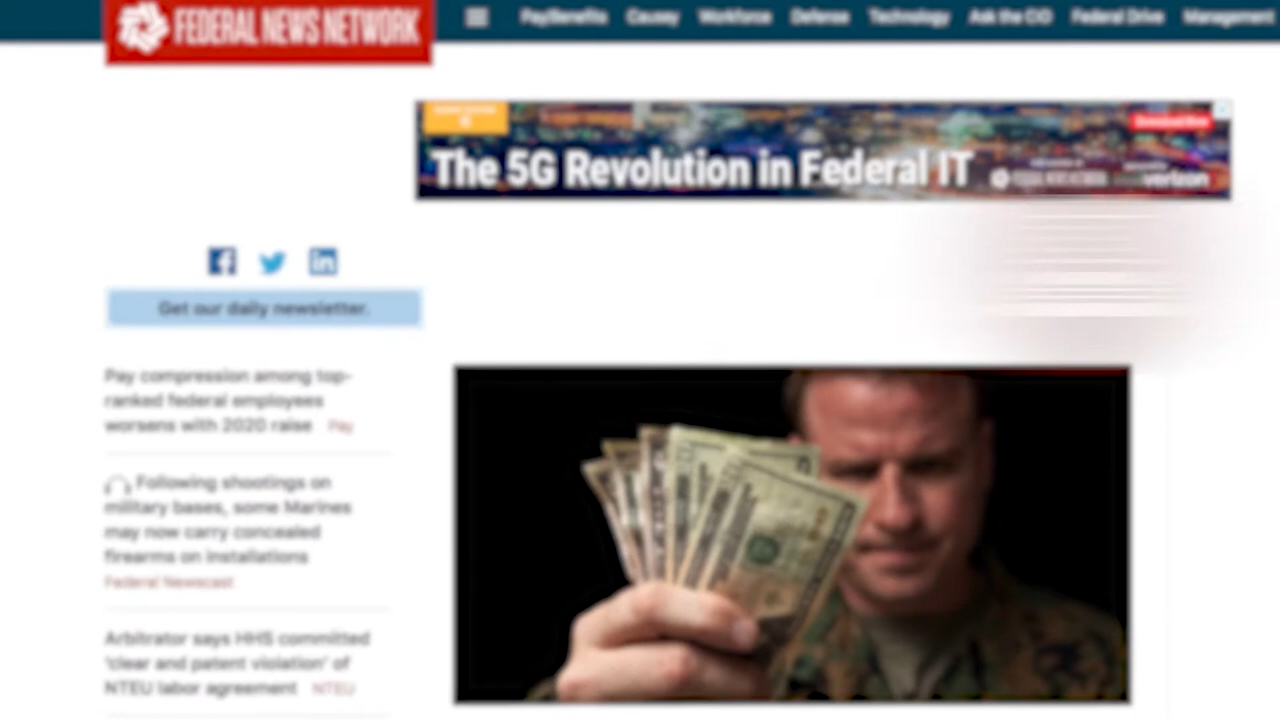 FEDERAL NEWS NETWORK
Pay/Benefits Causey Workforce Defense Technology Ask the CIO Federal Drive Management
The 5G Revolution in Federal IT
verizon
Get our daily newsletter.
Pay compression among top-
ranked federal employees
worsens with 2020 raise Pay
Following shootings on
military bases, some Marines
may now carry concealed
firearms on installations
Federal Newscast
Arbitrator says HHS committed
'clear and patent violation' of
NTEU labor agreement NTEU